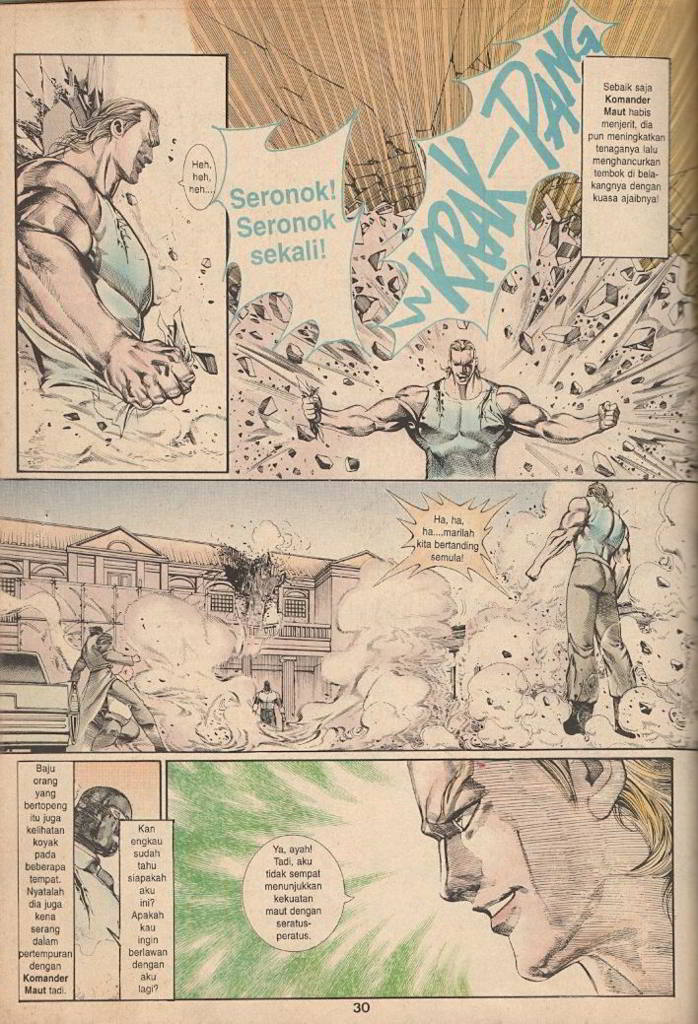 Heh,
heh,
heh...
Seronok!
Seronok
sekali!
KRAK-PANG
Sebaik saja
Komander
Maut habis
menjerit, dia
pun meningkatkan
tenaganya lalu
menghancurkan
tembok di bela-
kangnya dengan
kuasa ajaibnya!
Ha, ha,
ha....marilah
kita bertanding
semula!
Baju
orang
yang
bertopeng
itu juga
kelihatan
koyak
pada
beberapa
tempat.
Nyatalah
dia juga
kena
serang
dalam
pertempuran
dengan
Komander
Maut tadi.
Kan
engkau
sudah
tahu
siapakah
aku
ini?
Apakah
kau
ingin
berlawan
dengan
aku
lagi?
Ya, ayah!
Tadi, aku
tidak sempat
menunjukkan
kekuatan
maut dengan
seratus-
peratus.
30